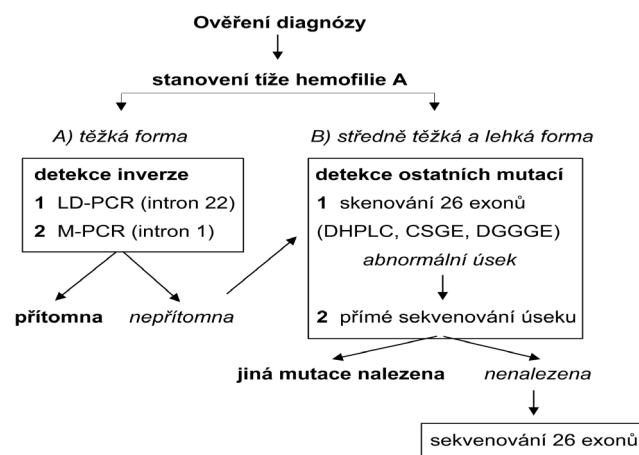 Ověření diagnózy
stanovení tíže hemofilie A
A) těžká forma
detekce inverze
1 LD-PCR (intron 22)
2 M-PCR (intron 1)
přítomna
nepřítomna
B) středně těžká a lehká forma
detekce ostatních mutací
1 skenování 26 exonů
(DHPLC, CSGE, DGGGE)
abnormální úsek
2 přímé sekvenování úseku
jiná mutace nalezena
nenalezena
sekvenování 26 exonů